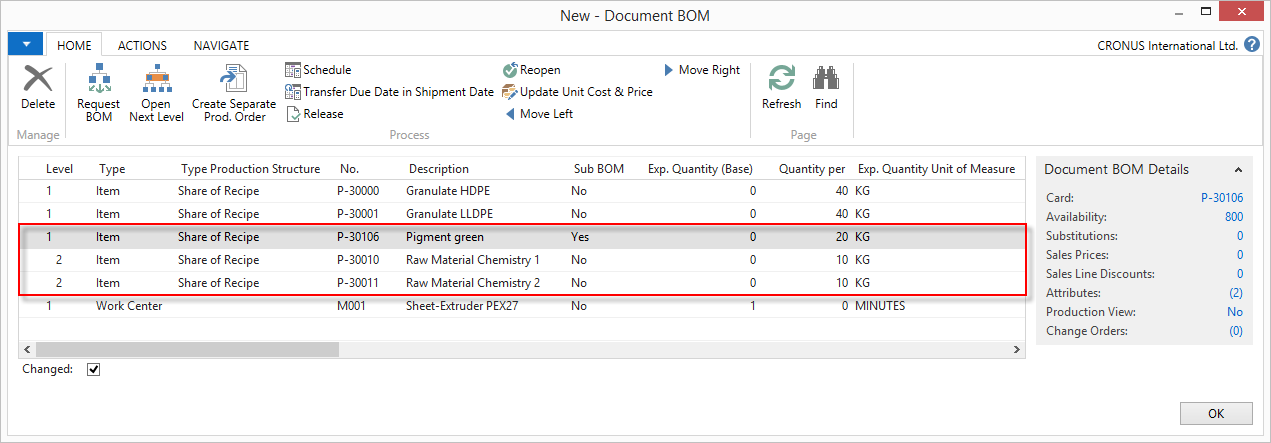 New - Document BOM
HOME ACTIONS NAVIGATE CRONUS International Ltd. ?
Delete
Request BOM
Open Next Level
Create Separate Prod. Order
Schedule
Transfer Due Date in Shipment Date
Release
Reopen
Update Unit Cost & Price
Move Left
Move Right
Refresh
Find
Manage Process Page
Level Type Type Production Structure No. Description Sub BOM Exp. Quantity (Base) Quantity per Exp. Quantity Unit of Measure
1 Item Share of Recipe P-30000 Granulate HDPE No 0 40 KG
1 Item Share of Recipe P-30001 Granulate LLDPE No 0 40 KG
1 Item Share of Recipe P-30106 Pigment green Yes 0 20 KG
2 Item Share of Recipe P-30010 Raw Material Chemistry 1 No 0 10 KG
2 Item Share of Recipe P-30011 Raw Material Chemistry 2 No 0 10 KG
1 Work Center M001 Sheet-Extruder PEX27 No 1 0 MINUTES
Changed:
Document BOM Details
Card: P-30106
Availability: 800
Substitutions: 0
Sales Prices: 0
Sales Line Discounts: 0
Attributes: (2)
Production View: No
Change Orders: (0)
OK